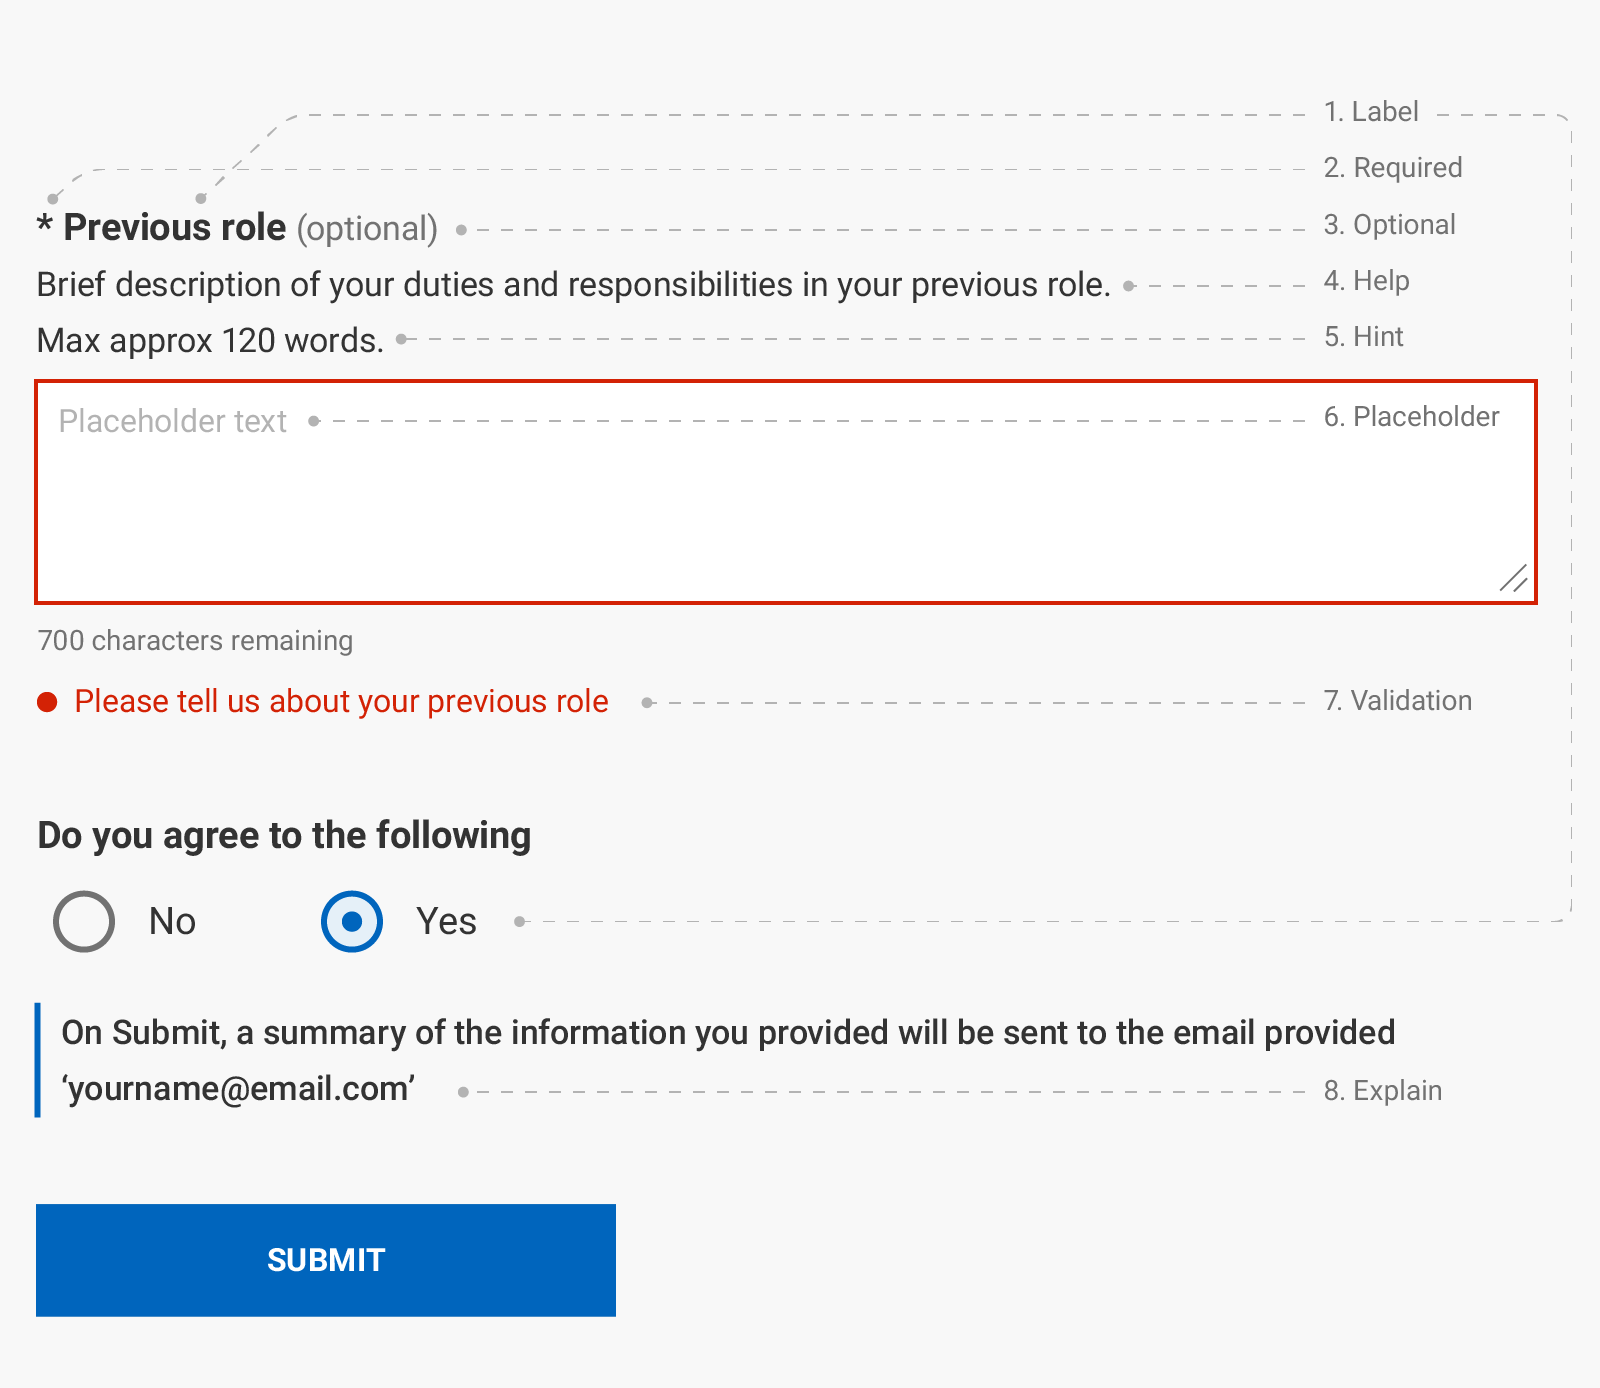 1. Label
2. Required
* Previous role (optional)
3. Optional
Brief description of your duties and responsibilities in your previous role.
4. Help
Max approx 120 words.
5. Hint
Placeholder text
6. Placeholder
700 characters remaining
Please tell us about your previous role
7. Validation
Do you agree to the following
No
Yes
On Submit, a summary of the information you provided will be sent to the email provided
‘yourname@email.com’
8. Explain
SUBMIT